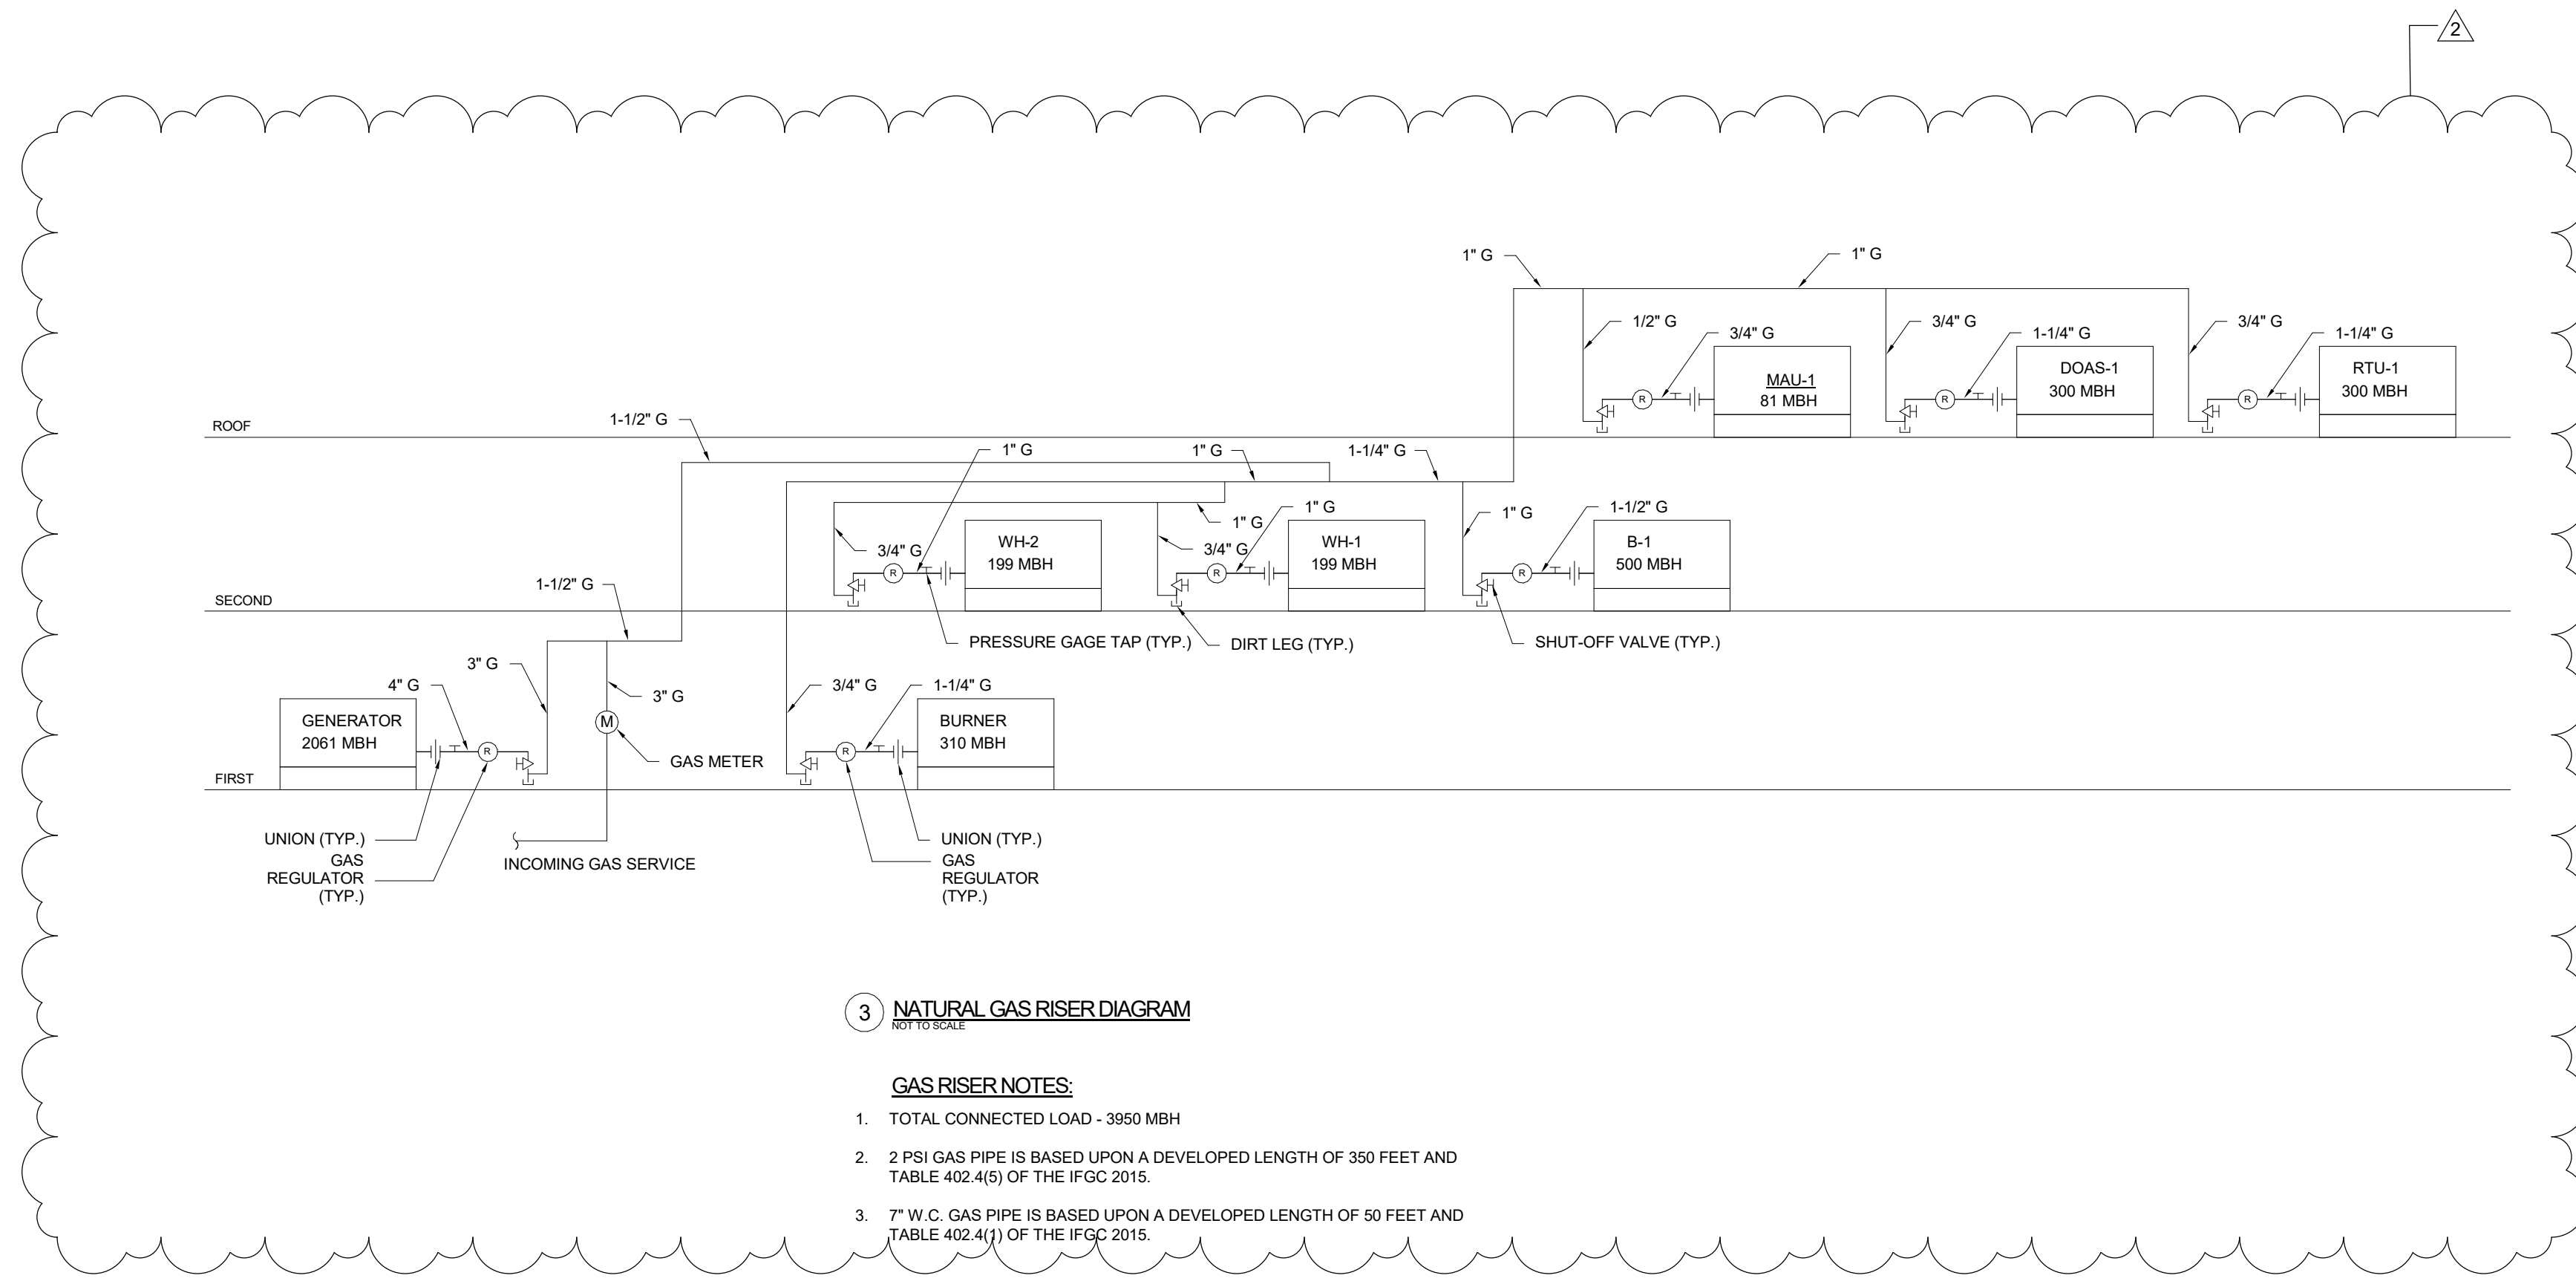 2
1" G
1" G
1/2" G
3/4" G
3/4" G
1-1/4" G
3/4" G
1-1/4" G
MAU-1
81 MBH
DOAS-1
300 MBH
RTU-1
300 MBH
R
R
R
ROOF
1-1/2" G
1" G
1" G
1-1/4" G
1" G
1" G
1" G
1-1/2" G
3/4" G
3/4" G
WH-2
199 MBH
WH-1
199 MBH
B-1
500 MBH
R
R
R
1-1/2" G
SECOND
PRESSURE GAGE TAP (TYP.)
DIRT LEG (TYP.)
SHUT-OFF VALVE (TYP.)
3" G
4" G
3" G
3/4" G
1-1/4" G
GENERATOR
2061 MBH
M
BURNER
310 MBH
R
R
GAS METER
FIRST
UNION (TYP.)
GAS
REGULATOR
(TYP.)
INCOMING GAS SERVICE
UNION (TYP.)
GAS
REGULATOR
(TYP.)
3 NATURAL GAS RISER DIAGRAM
NOT TO SCALE
GAS RISER NOTES:
1. TOTAL CONNECTED LOAD - 3950 MBH
2. 2 PSI GAS PIPE IS BASED UPON A DEVELOPED LENGTH OF 350 FEET AND
TABLE 402.4(5) OF THE IFGC 2015.
3. 7" W.C. GAS PIPE IS BASED UPON A DEVELOPED LENGTH OF 50 FEET AND
TABLE 402.4(1) OF THE IFGC 2015.